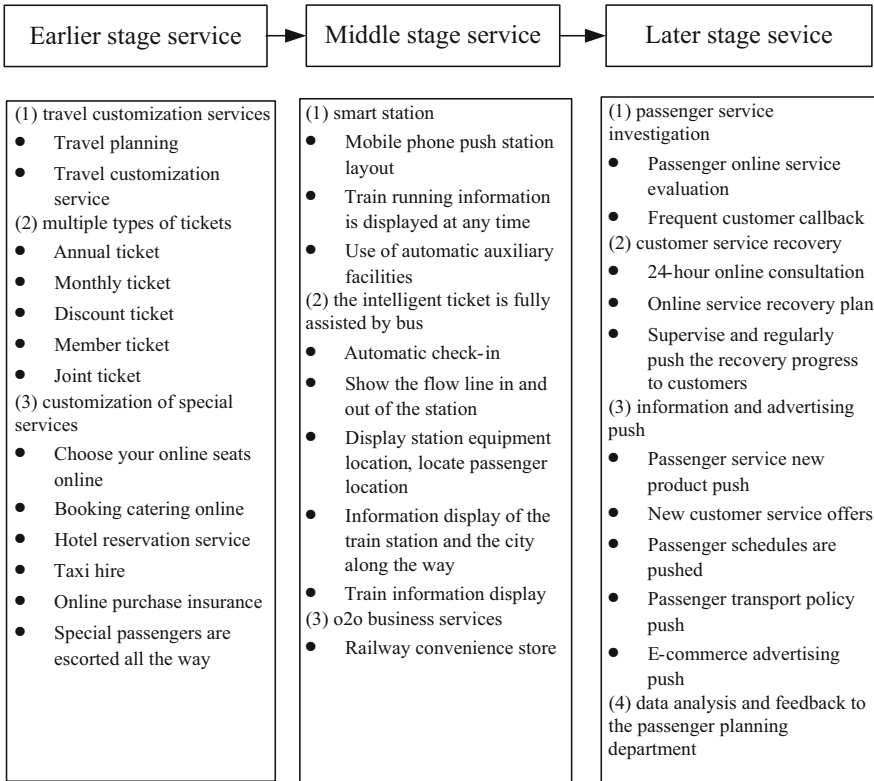 Earlier stage service
Middle stage service
Later stage sevice
(1) travel customization services
● Travel planning
● Travel customization
service
(2) multiple types of tickets
● Annual ticket
● Monthly ticket
● Discount ticket
● Member ticket
● Joint ticket
(3) customization of special
services
● Choose your online seats
online
● Booking catering online
● Hotel reservation service
● Taxi hire
● Online purchase insurance
● Special passengers are
escorted all the way
(1) smart station
● Mobile phone push station
layout
● Train running information
is displayed at any time
● Use of automatic auxiliary
facilities
(2) the intelligent ticket is fully
assisted by bus
● Automatic check-in
● Show the flow line in and
out of the station
● Display station equipment
location, locate passenger
location
● Information display of the
train station and the city
along the way
● Train information display
(3) o2o business services
● Railway convenience store
(1) passenger service
investigation
● Passenger online service
evaluation
● Frequent customer callback
(2) customer service recovery
● 24-hour online consultation
● Online service recovery plan
● Supervise and regularly
push the recovery progress
to customers
(3) information and advertising
push
● Passenger service new
product push
● New customer service offers
● Passenger schedules are
pushed
● Passenger transport policy
push
● E-commerce advertising
push
(4) data analysis and feedback to
the passenger planning
department